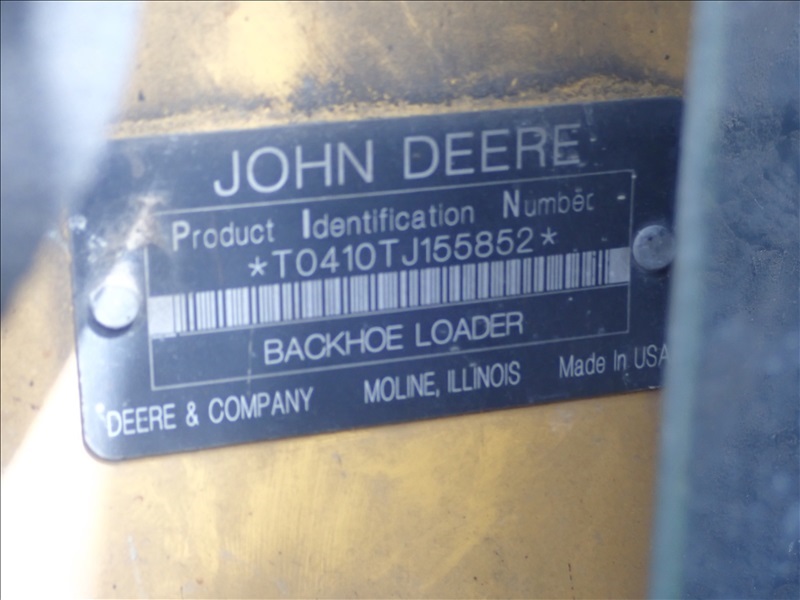 JOHN DEERE
Product Identification Number
*T0410TJ155852*
BACKHOE LOADER
DEERE & COMPANY MOLINE, ILLINOIS Made In USA